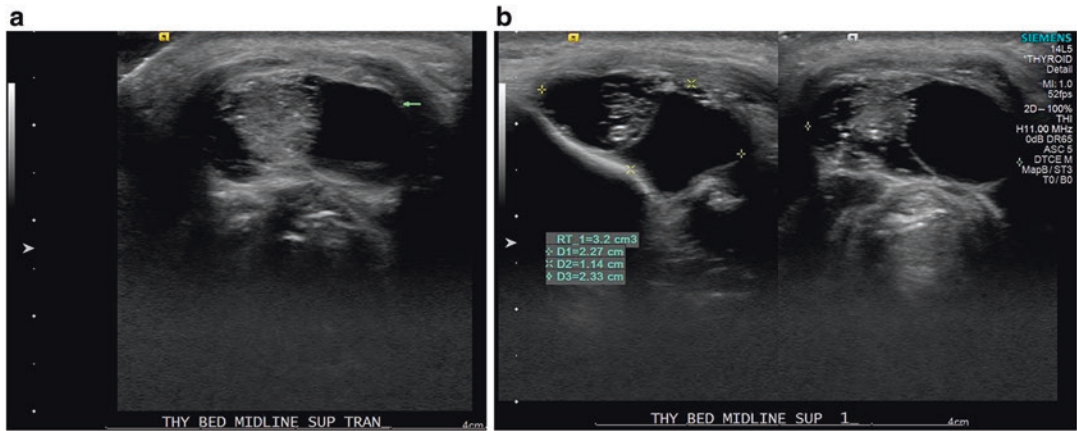 a
THY BED MIDLINE SUP TRAN
4cm
b
SIEMENS
14L5
*THYROID
Detail
MI: 1.0
52fps
2D-100%
THI
H11.00 MHz
0dB DR65
ASC 5
DTCE M
MapB/ST3
T0/B0
RT_1=3.2 cm3
D1=2.27 cm
D2=1.14 cm
D3=2.33 cm
THY BED MIDLINE SUP 1
4cm